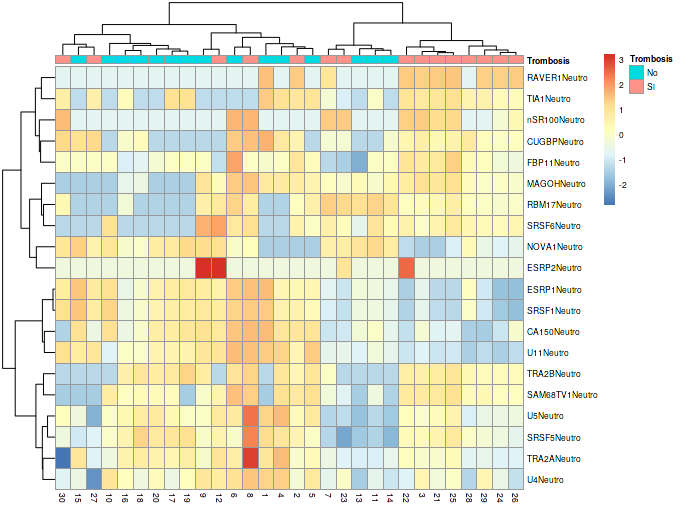 Trombosis
RAVER1Neutro
TIA1Neutro
nSR100Neutro
CUGBPNeutro
FBP11Neutro
MAGOHNeutro
RBM17Neutro
SRSF6Neutro
NOVA1Neutro
ESRP2Neutro
ESRP1Neutro
SRSF1Neutro
CA150Neutro
U11Neutro
TRA2BNeutro
SAM68TV1Neutro
U5Neutro
SRSF5Neutro
TRA2ANeutro
U4Neutro
30 15 27 10 16 18 20 17 19 9 12 6 8 1 4 2 5 7 23 13 11 14 22 3 21 25 28 29 24 26
3
2
1
0
-1
-2
Trombosis
No
Si